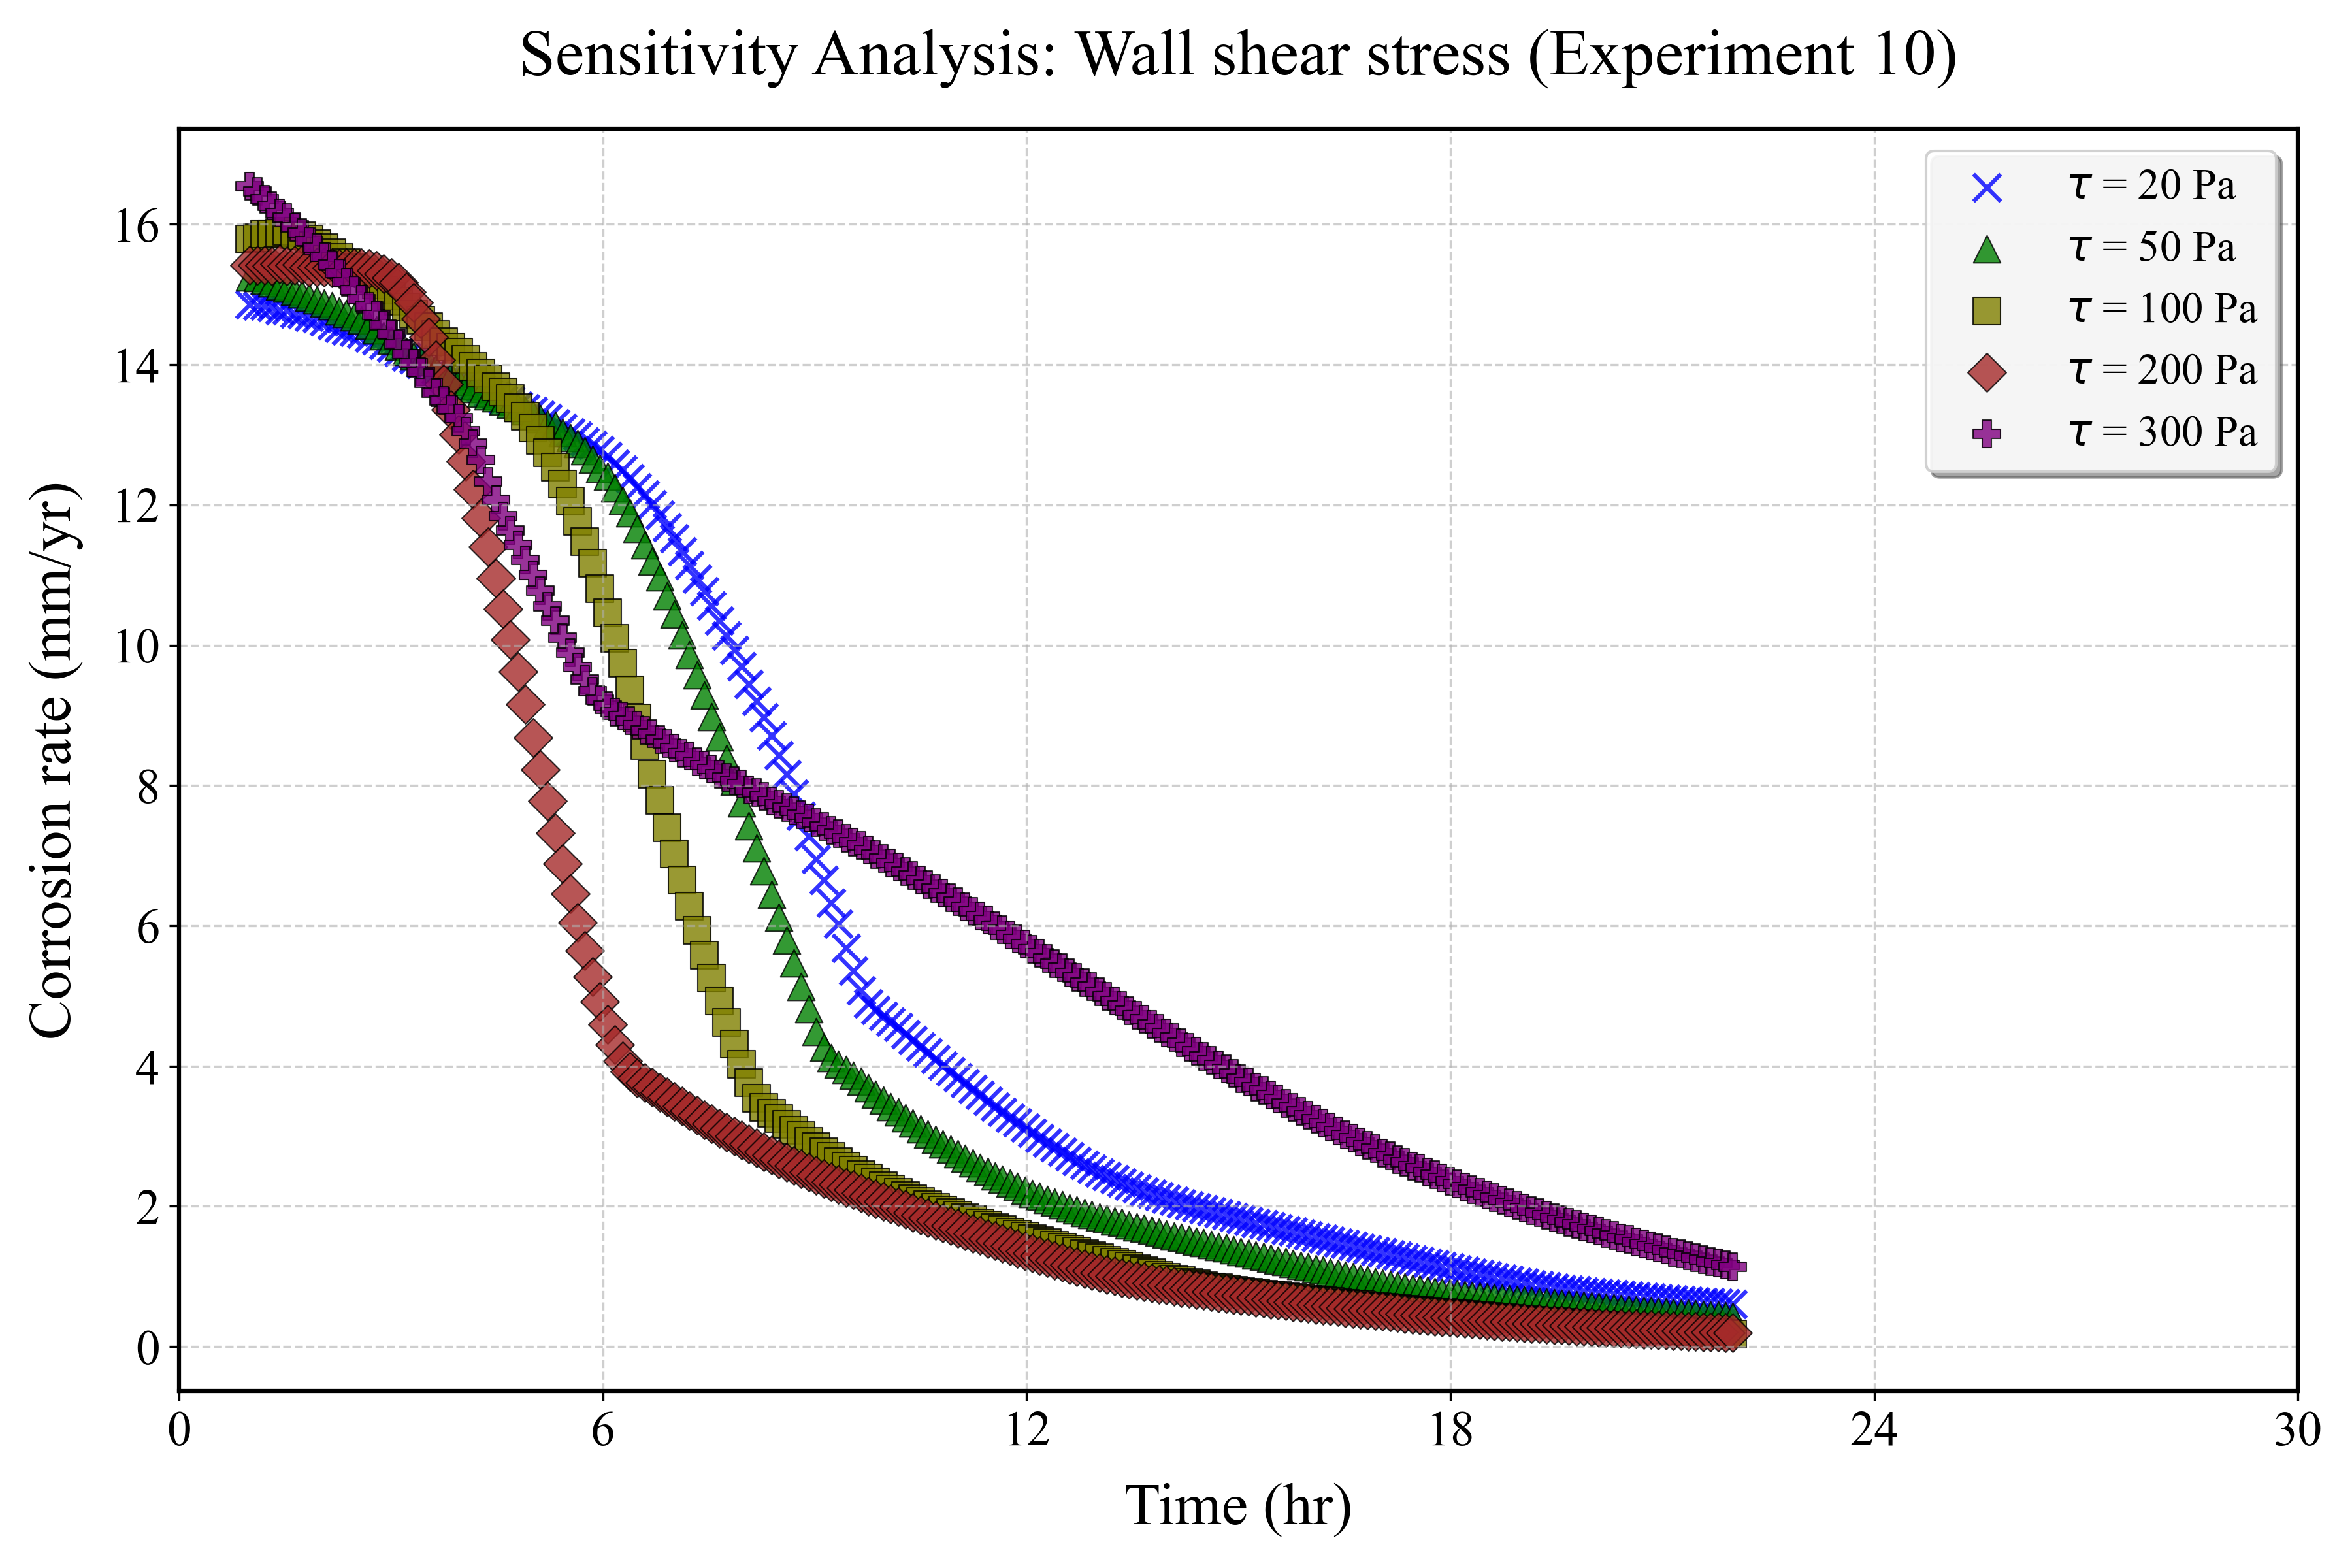 Sensitivity Analysis: Wall shear stress (Experiment 10)
τ = 20 Pa
τ = 50 Pa
τ = 100 Pa
τ = 200 Pa
τ = 300 Pa
Corrosion rate (mm/yr)
16
14
12
10
8
6
4
2
0
0 6 12 18 24 30
Time (hr)